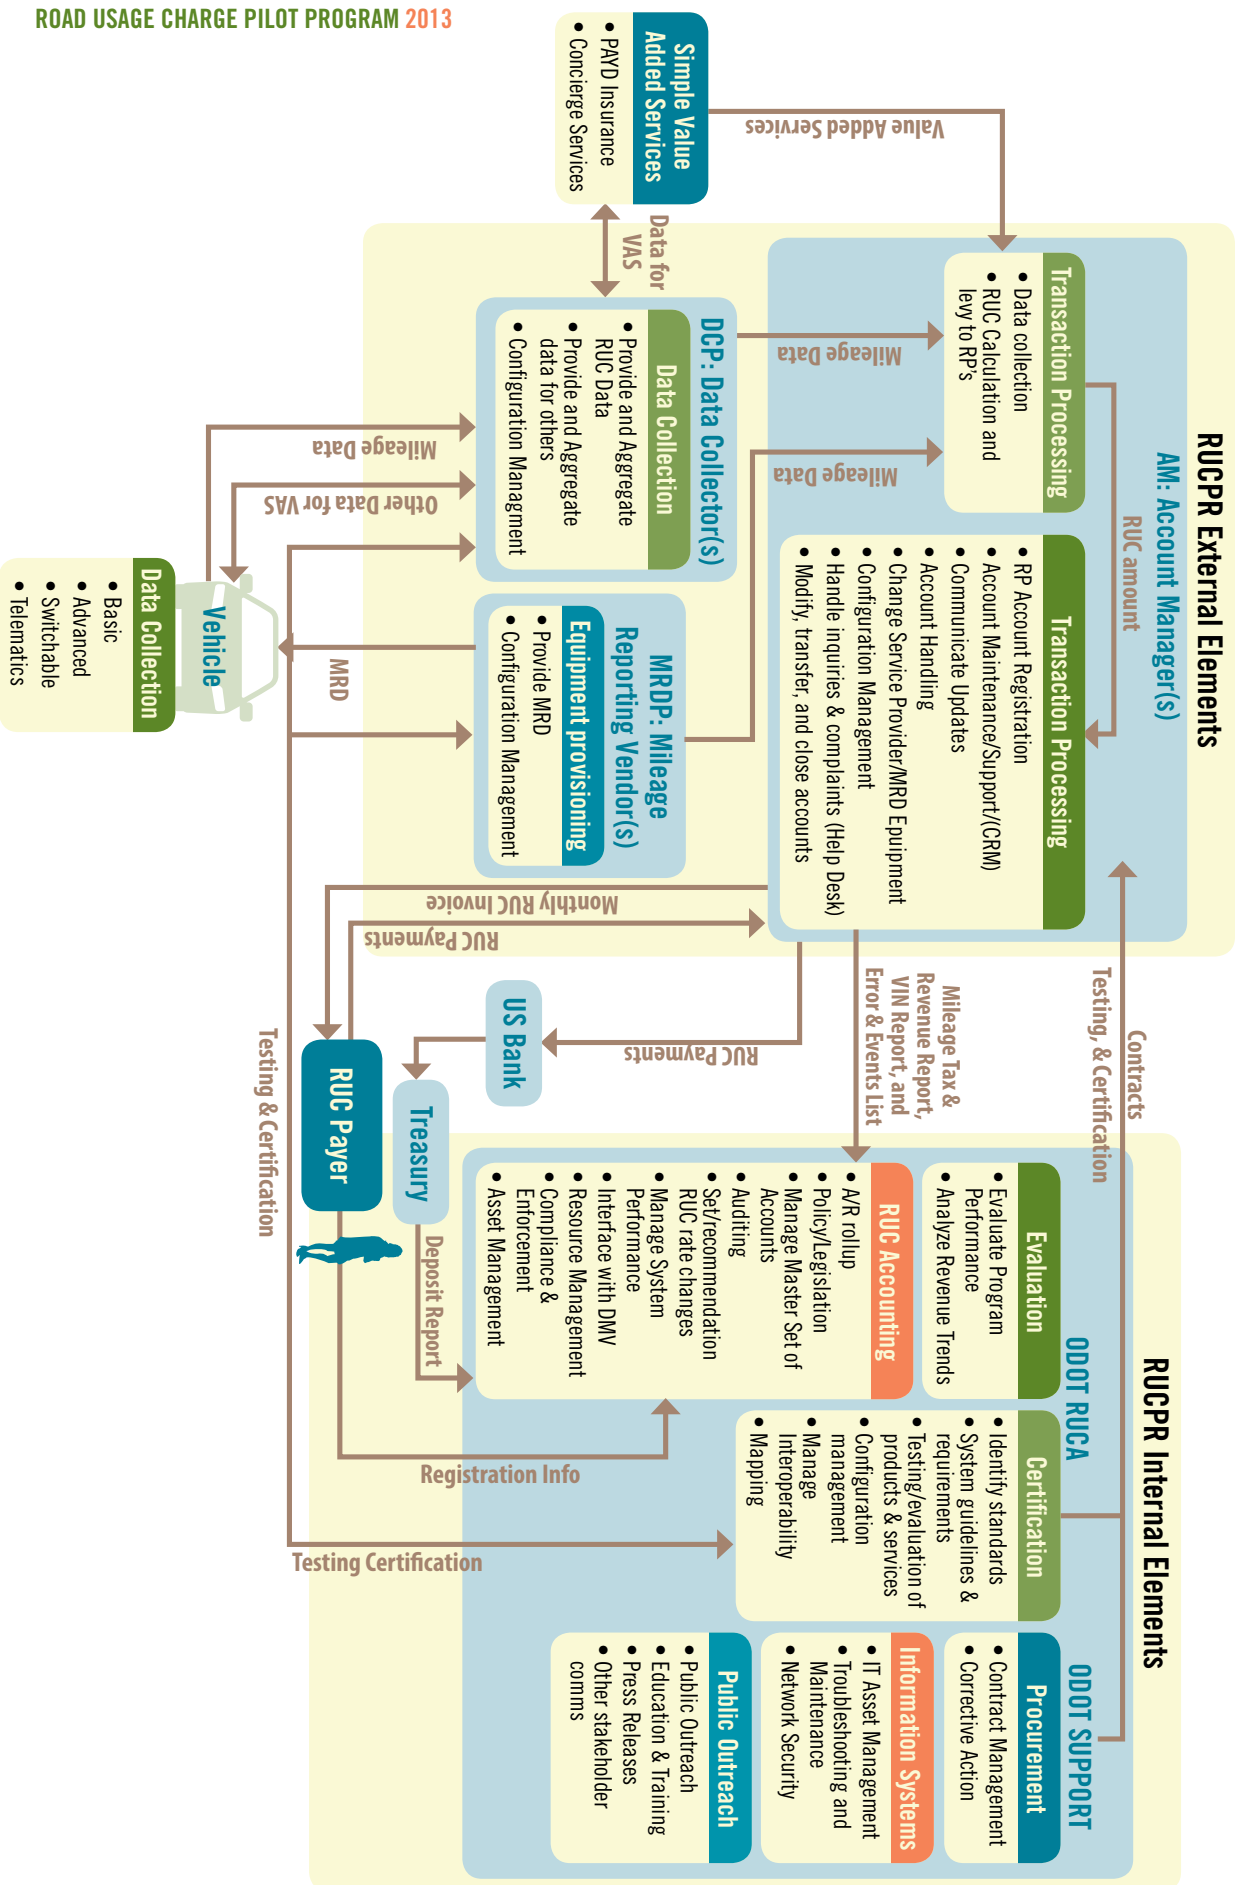 ROAD USAGE CHARGE PILOT PROGRAM 2013
RUCPR External Elements
AM: Account Manager(s)
Simple Value
Added Services
• PAYD Insurance
• Concierge Services
Value Added Services
Data for
VAS
Transaction Processing
• Data collection
• RUC Calculation and
levy to RP's
RUC amount
Transaction Processing
• RP Account Registration
• Account Maintenance/Support/(CRM)
• Communicate Updates
• Account Handling
• Change Service Provider/MRD Equipment
• Configuration Management
• Handle inquiries & complaints (Help Desk)
• Modify, transfer, and close accounts
Mileage Data
Mileage Data
DCP: Data Collector(s)
Data Collection
• Provide and Aggregate
RUC Data
• Provide and Aggregate
data for others
• Configuration Managment
MRDP: Mileage
Reporting Vendor(s)
Equipment provisioning
• Provide MRD
• Configuration Management
Mileage Data
Other Data for VAS
MRD
Vehicle
Data Collection
• Basic
• Advanced
• Switchable
• Telematics
Monthly RUC Invoice
RUC Payments
RUC Payments
US Bank
Treasury
RUC Payer
Testing & Certification
Contracts
Testing, & Certification
Mileage Tax &
Revenue Report,
VIN Report, and
Error & Events List
Deposit Report
Registration Info
Testing Certification
RUCPR Internal Elements
ODOT RUCA
Evaluation
• Evaluate Program
Performance
• Analyze Revenue Trends
RUC Accounting
• AVR rollup
• Policy/Legislation
• Manage Master Set of
Accounts
• Auditing
• Set/recommendation
RUC rate changes
• Manage System
Performance
• Interface with DMV
• Resource Management
• Compliance &
Enforcement
• Asset Management
Certification
• Identify standards
• System guidelines &
requirements
• Testing/evaluation of
products & services
• Configuration
management
• Manage
Interoperability
• Mapping
ODOT SUPPORT
Procurement
• Contract Management
• Corrective Action
Information Systems
• IT Asset Management
• Troubleshooting and
Maintenance
• Network Security
Public Outreach
• Public Outreach
• Education & Training
• Press Releases
• Other stakeholder
comms